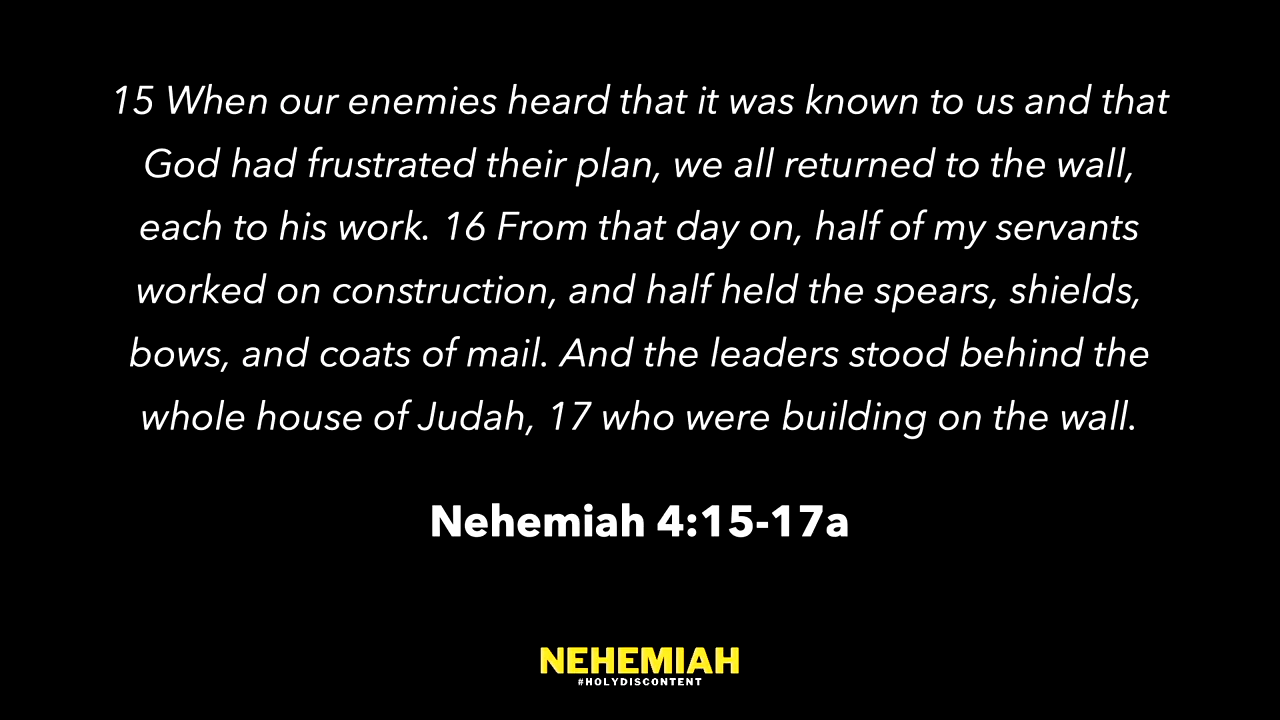 15 When our enemies heard that it was known to us and that
God had frustrated their plan, we all returned to the wall,
each to his work. 16 From that day on, half of my servants
worked on construction, and half held the spears, shields,
bows, and coats of mail. And the leaders stood behind the
whole house of Judah, 17 who were building on the wall.
Nehemiah 4:15-17a
NEHEMIAH
#HOLYDISCONTENT